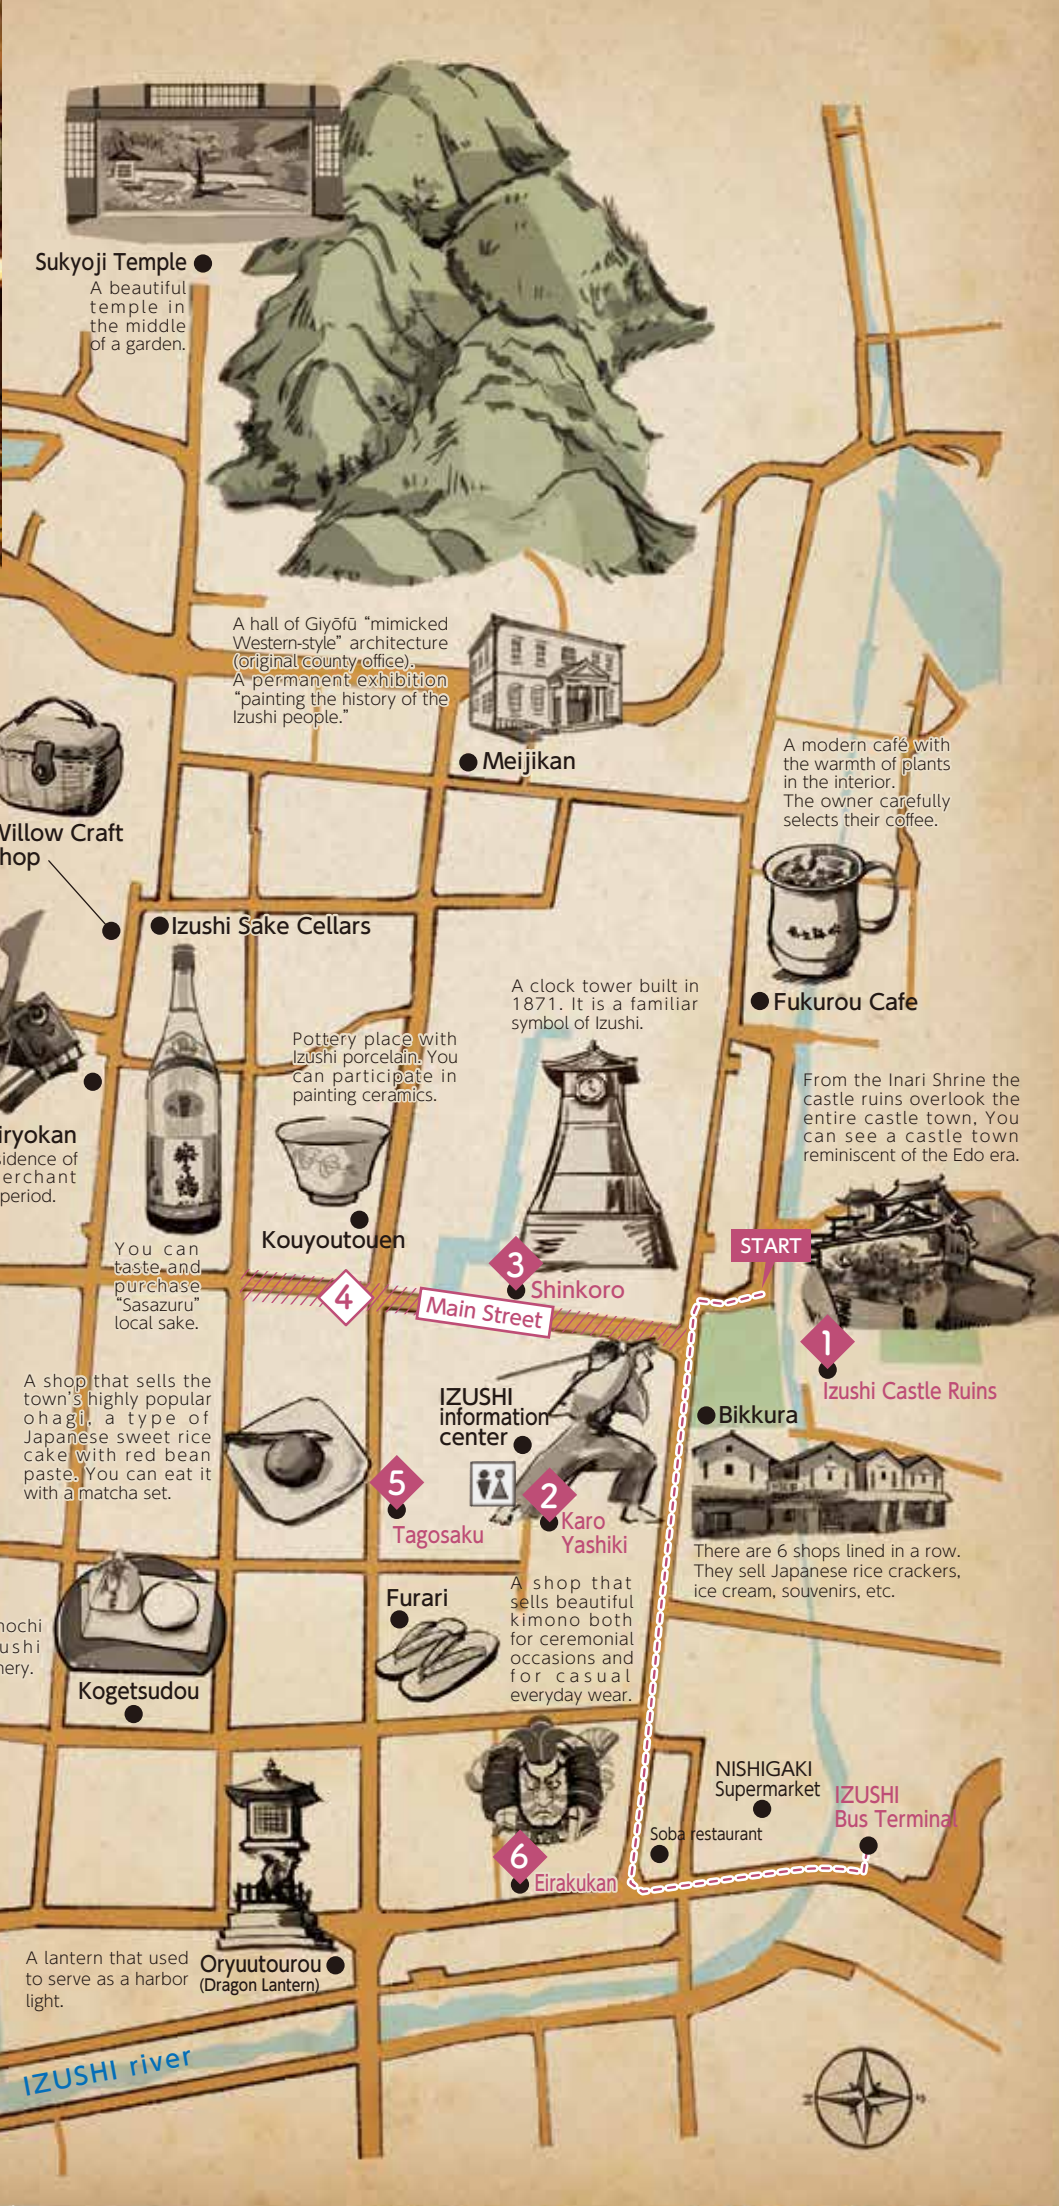 Sukyoji Temple
A beautiful
temple in
the middle
of a garden.
A hall of Giyōfū “mimicked
Western-style” architecture
(original county office).
A permanent exhibition
“painting the history of the
Izushi people.”
Meijikan
A modern café with
the warmth of plants
in the interior.
The owner carefully
selects their coffee.
Fukurou Cafe
Willow Craft
hop
Izushi Sake Cellars
You can
taste and
purchase
“Sasazuru”
local sake.
iryokan
sidence of
erchant
period.
Pottery place with
Izushi porcelain. You
can participate in
painting ceramics.
Kouyoutouen
A clock tower built in
1871. It is a familiar
symbol of Izushi.
3
Shinkoro
4
Main Street
From the Inari Shrine the
castle ruins overlook the
entire castle town, You
can see a castle town
reminiscent of the Edo era.
START
1
Izushi Castle Ruins
A shop that sells the
town’s highly popular
ohagi, a type of
Japanese sweet rice
cake with red bean
paste. You can eat it
with a matcha set.
5
Tagosaku
IZUSHI
information
center
2
Karo
Yashiki
Bikkura
There are 6 shops lined in a row.
They sell Japanese rice crackers,
ice cream, souvenirs, etc.
Furari
A shop that
sells beautiful
kimono both
for ceremonial
occasions and
for casual
everyday wear.
mochi
ushi
nery.
Kogetsudou
6
Eirakukan
NISHIGAKI
Supermarket
Soba restaurant
IZUSHI
Bus Terminal
A lantern that used
to serve as a harbor
light.
Oryuutourou
(Dragon Lantern)
IZUSHI river